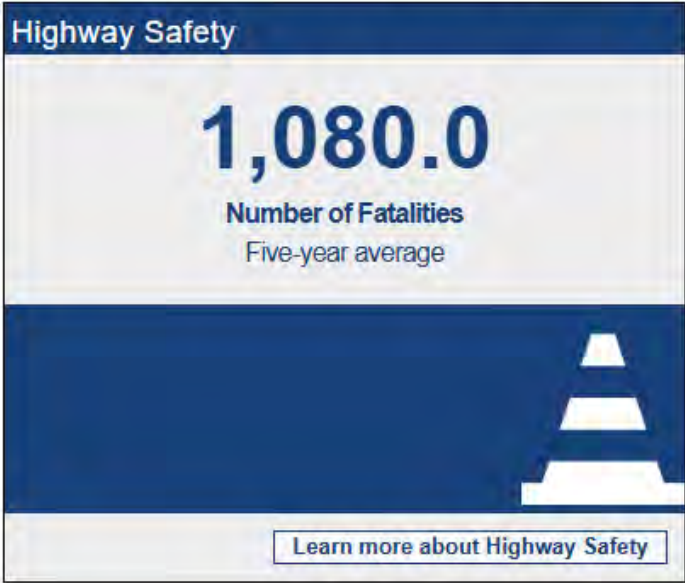 Highway Safety
1,080.0
Number of Fatalities
Five-year average
Learn more about Highway Safety